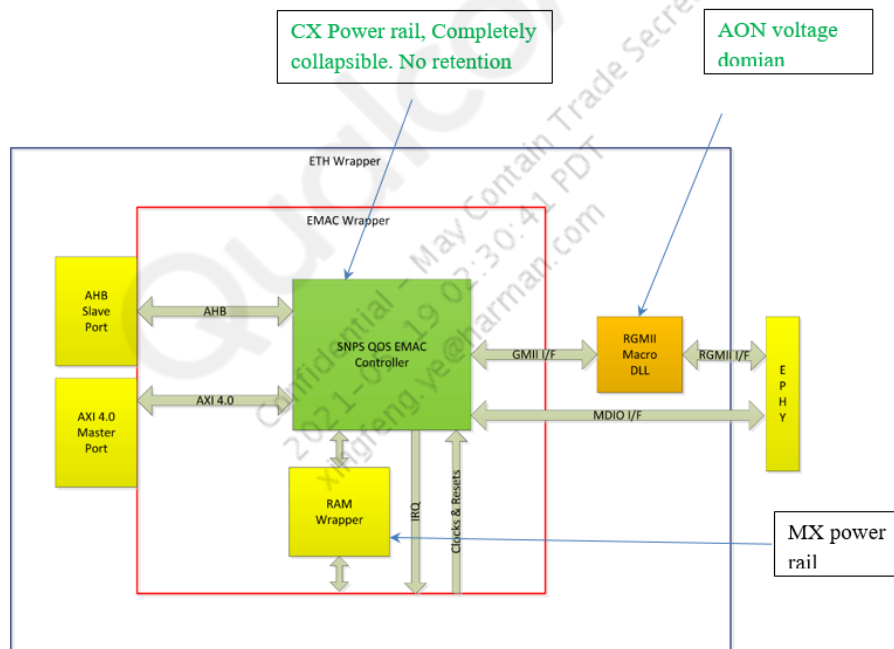 CX Power rail, Completely
collapsible. No retention
AON voltage
domian
Qualcom
Confidential – May Contain Trade Secre
2021-05-19 02:30:41 PDT
xingfeng.ye@harman.com
ETH Wrapper
EMAC Wrapper
AHB
Slave
Port
AHB
SNPS QOS EMAC
Controller
GMII I/F
RGMII
Macro
DLL
RGMII I/F
E
P
H
Y
AXI 4.0
Master
Port
AXI 4.0
MDIO I/F
RAM
Wrapper
IRQ
Clocks & Resets
MX power
rail